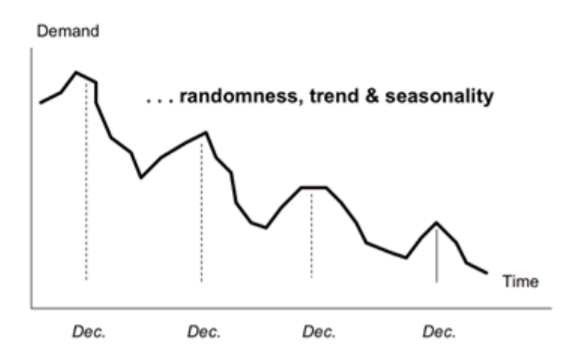 Demand
. . . randomness, trend & seasonality
Time
Dec. Dec. Dec. Dec.